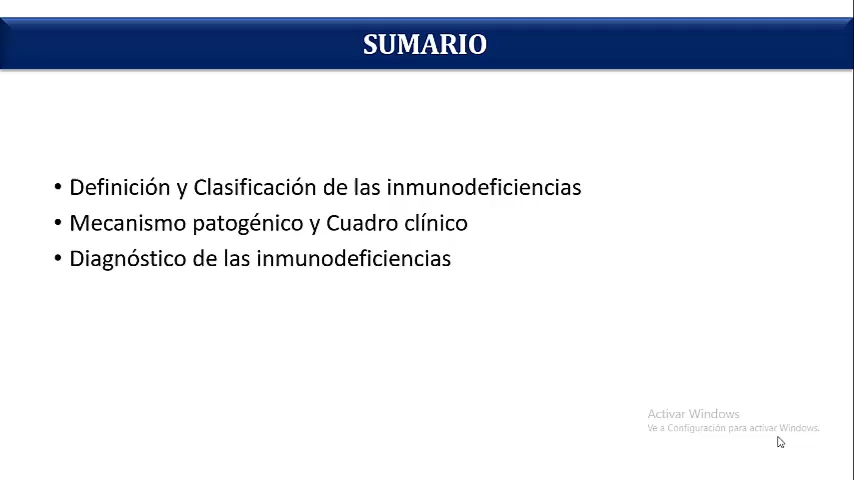 SUMARIO
• Definición y Clasificación de las inmunodeficiencias
• Mecanismo patogénico y Cuadro clínico
• Diagnóstico de las inmunodeficiencias
Activar Windows
Ve a Configuración para activar Windows.